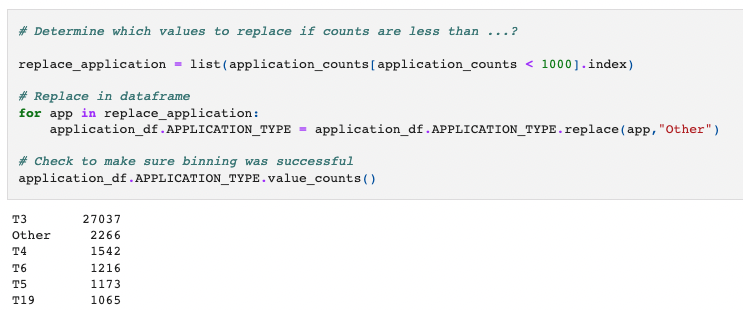 # Determine which values to replace if counts are less than ...?
replace_application = list(application_counts[application_counts < 1000].index)
# Replace in dataframe
for app in replace_application:
    application_df.APPLICATION_TYPE = application_df.APPLICATION_TYPE.replace(app,"Other")
# Check to make sure binning was successful
application_df.APPLICATION_TYPE.value_counts()
T3 27037
Other 2266
T4 1542
T6 1216
T5 1173
T19 1065